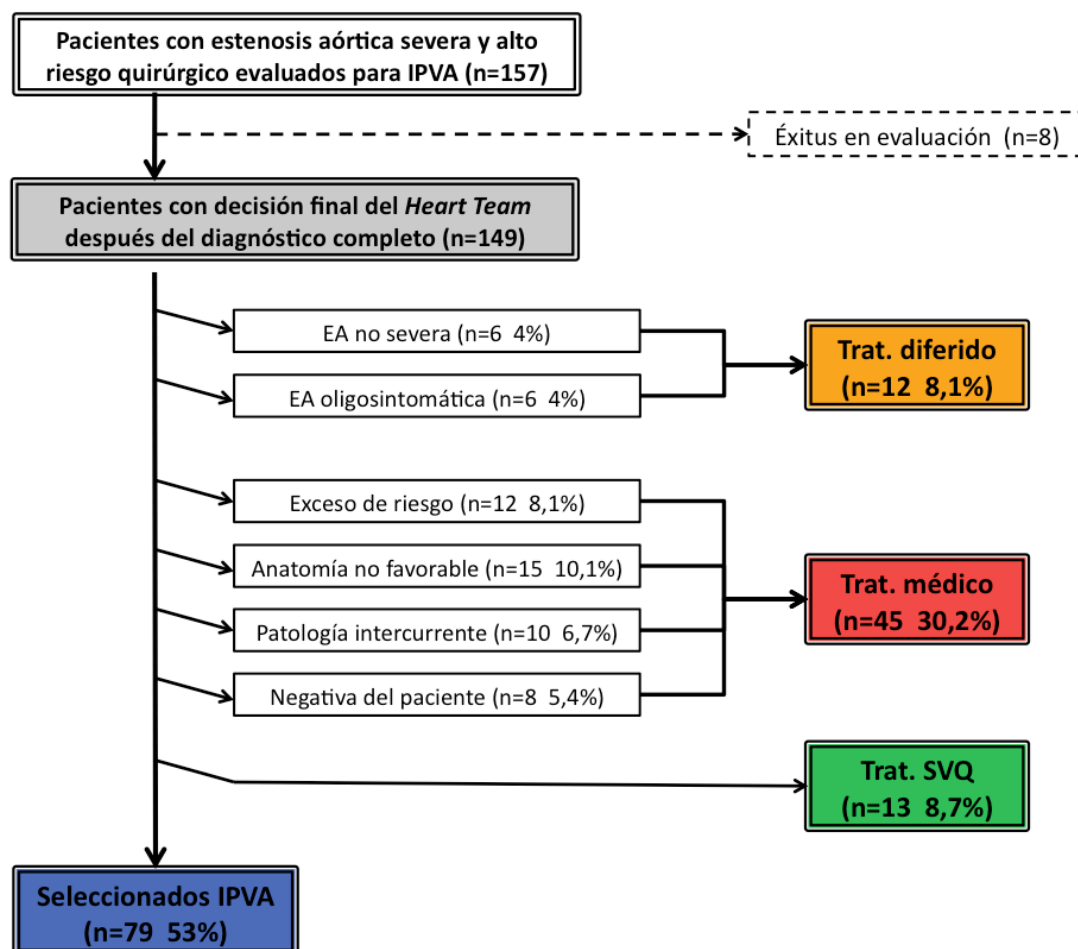 Pacientes con estenosis aórtica severa y alto
riesgo quirúrgico evaluados para IPVA (n=157)
Éxitus en evaluación (n=8)
Pacientes con decisión final del Heart Team
después del diagnóstico completo (n=149)
EA no severa (n=6 4%)
EA oligosintomática (n=6 4%)
Trat. diferido
(n=12 8,1%)
Exceso de riesgo (n=12 8,1%)
Anatomía no favorable (n=15 10,1%)
Patología intercurrente (n=10 6,7%)
Negativa del paciente (n=8 5,4%)
Trat. médico
(n=45 30,2%)
Trat. SVQ
(n=13 8,7%)
Seleccionados IPVA
(n=79 53%)